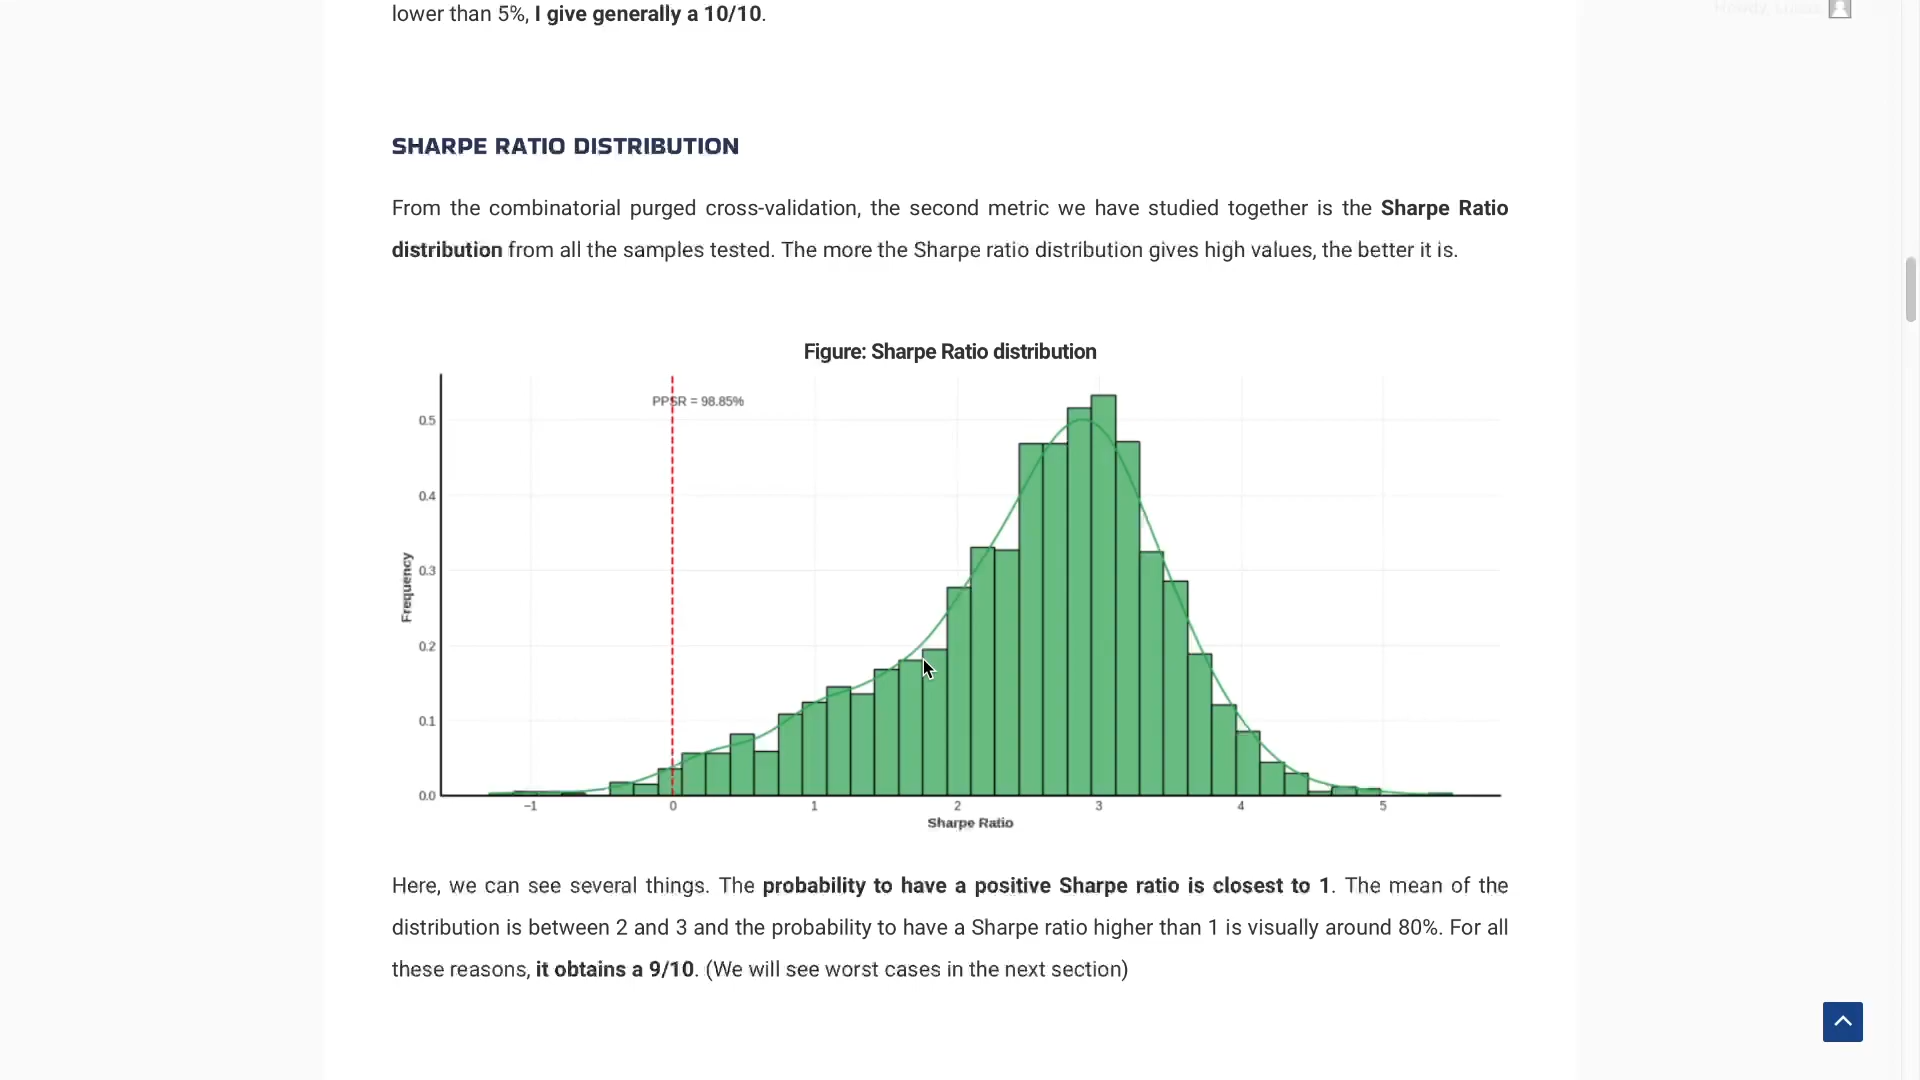 lower than 5%, I give generally a 10/10.
SHARPE RATIO DISTRIBUTION
From the combinatorial purged cross-validation, the second metric we have studied together is the Sharpe Ratio
distribution from all the samples tested. The more the Sharpe ratio distribution gives high values, the better it is.
Figure: Sharpe Ratio distribution
PPSR = 98.85%
0.5
0.4
0.3
0.2
0.1
0.0
Frequency
−1 0 1 2 3 4 5
Sharpe Ratio
Here, we can see several things. The probability to have a positive Sharpe ratio is closest to 1. The mean of the
distribution is between 2 and 3 and the probability to have a Sharpe ratio higher than 1 is visually around 80%. For all
these reasons, it obtains a 9/10. (We will see worst cases in the next section)